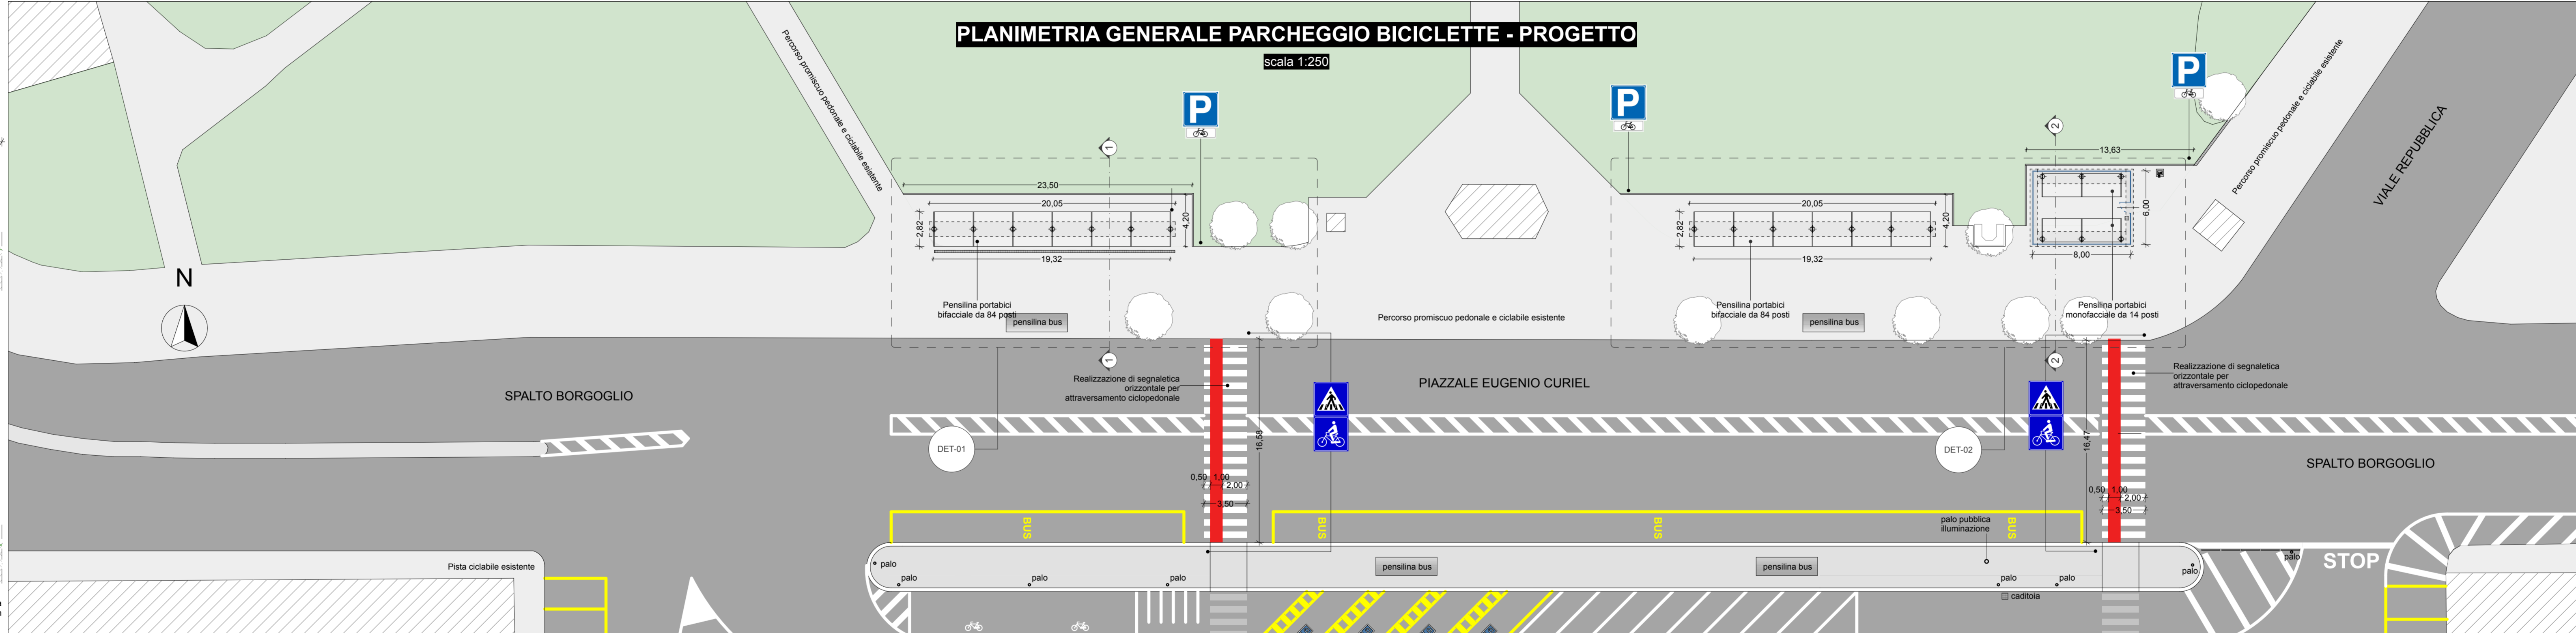 PLANIMETRIA GENERALE PARCHEGGIO BICICLETTE - PROGETTO
scala 1:250
Percorso promiscuo pedonale e ciclabile esistente
P
P
P
Percorso promiscuo pedonale e ciclabile esistente
VIALE REPUBBLICA
1
2
13,63
23,50
20,05
4,20
2,82
19,32
20,05
4,20
2,82
19,32
6,00
8,00
N
Pensilina portabici
bifacciale da 84 posti
pensilina bus
Percorso promiscuo pedonale e ciclabile esistente
Pensilina portabici
bifacciale da 84 posti
pensilina bus
Pensilina portabici
monofacciale da 14 posti
1
2
SPALTO BORGOGLIO
Realizzazione di segnaletica
orizzontale per
attraversamento ciclopedonale
PIAZZALE EUGENIO CURIEL
Realizzazione di segnaletica
orizzontale per
attraversamento ciclopedonale
DET-01
16,58
DET-02
16,47
SPALTO BORGOGLIO
0,50 1,00
2,00
3,50
0,50 1,00
2,00
3,50
BUS
BUS
BUS
BUS
palo pubblica
illuminazione
Pista ciclabile esistente
palo
palo
palo
palo
pensilina bus
pensilina bus
palo
palo
palo
palo
STOP
caditoia